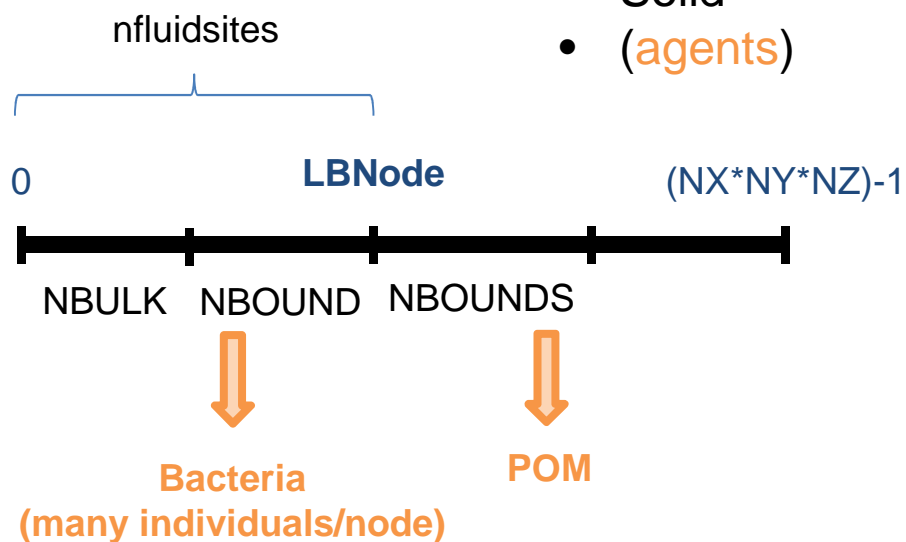 Solid
nfluidsites
• (agents)
0 LBNode (NX*NY*NZ)-1
NBULK NBOUND NBOUNDS
Bacteria
(many individuals/node)
POM